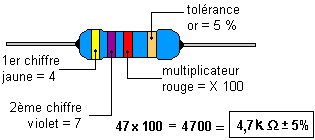 tolérance
or = 5 %
1er chiffre
jaune = 4
multiplicateur
rouge = X 100
2ème chiffre
violet = 7
47 x 100 = 4700 = 4,7k Ω ± 5%